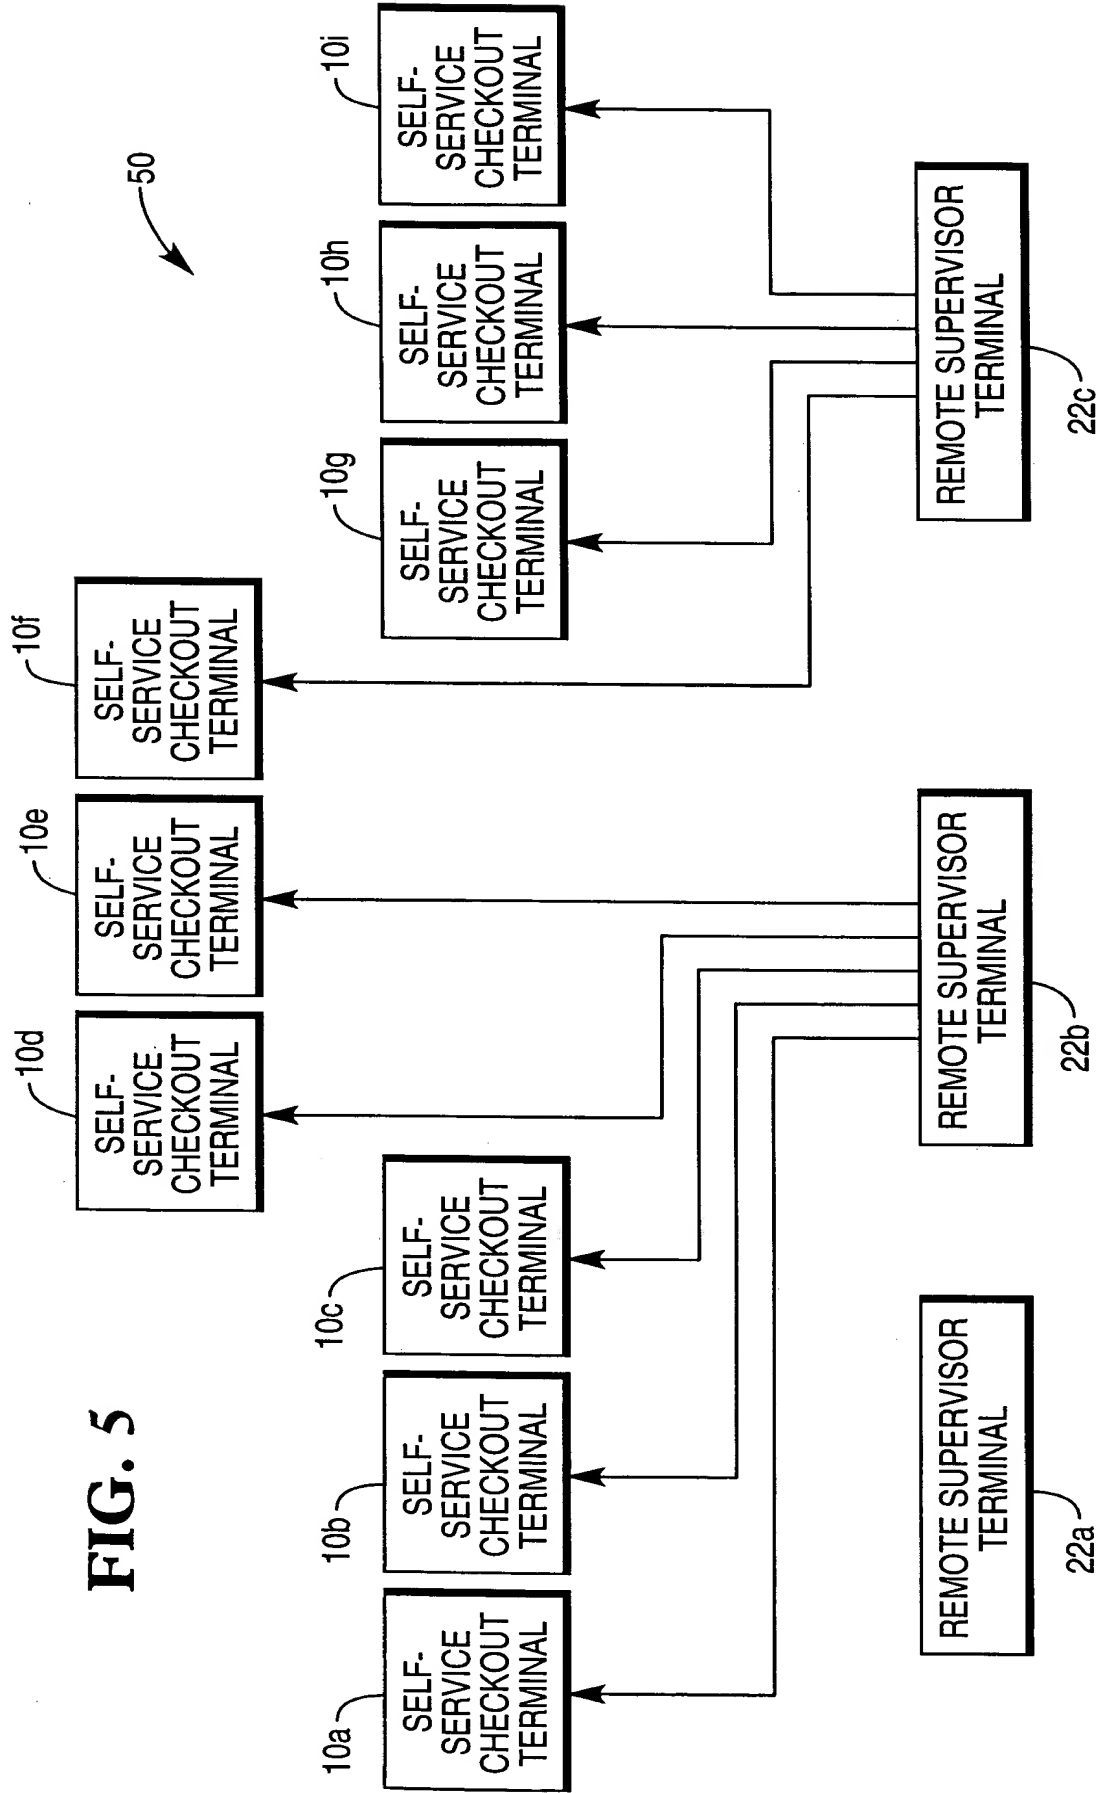 FIG. 5
50
10d
SELF-
SERVICE
CHECKOUT
TERMINAL
10e
SELF-
SERVICE
CHECKOUT
TERMINAL
10f
SELF-
SERVICE
CHECKOUT
TERMINAL
10a
SELF-
SERVICE
CHECKOUT
TERMINAL
10b
SELF-
SERVICE
CHECKOUT
TERMINAL
10c
SELF-
SERVICE
CHECKOUT
TERMINAL
10g
SELF-
SERVICE
CHECKOUT
TERMINAL
10h
SELF-
SERVICE
CHECKOUT
TERMINAL
10i
SELF-
SERVICE
CHECKOUT
TERMINAL
REMOTE SUPERVISOR
TERMINAL
22a
REMOTE SUPERVISOR
TERMINAL
22b
REMOTE SUPERVISOR
TERMINAL
22c